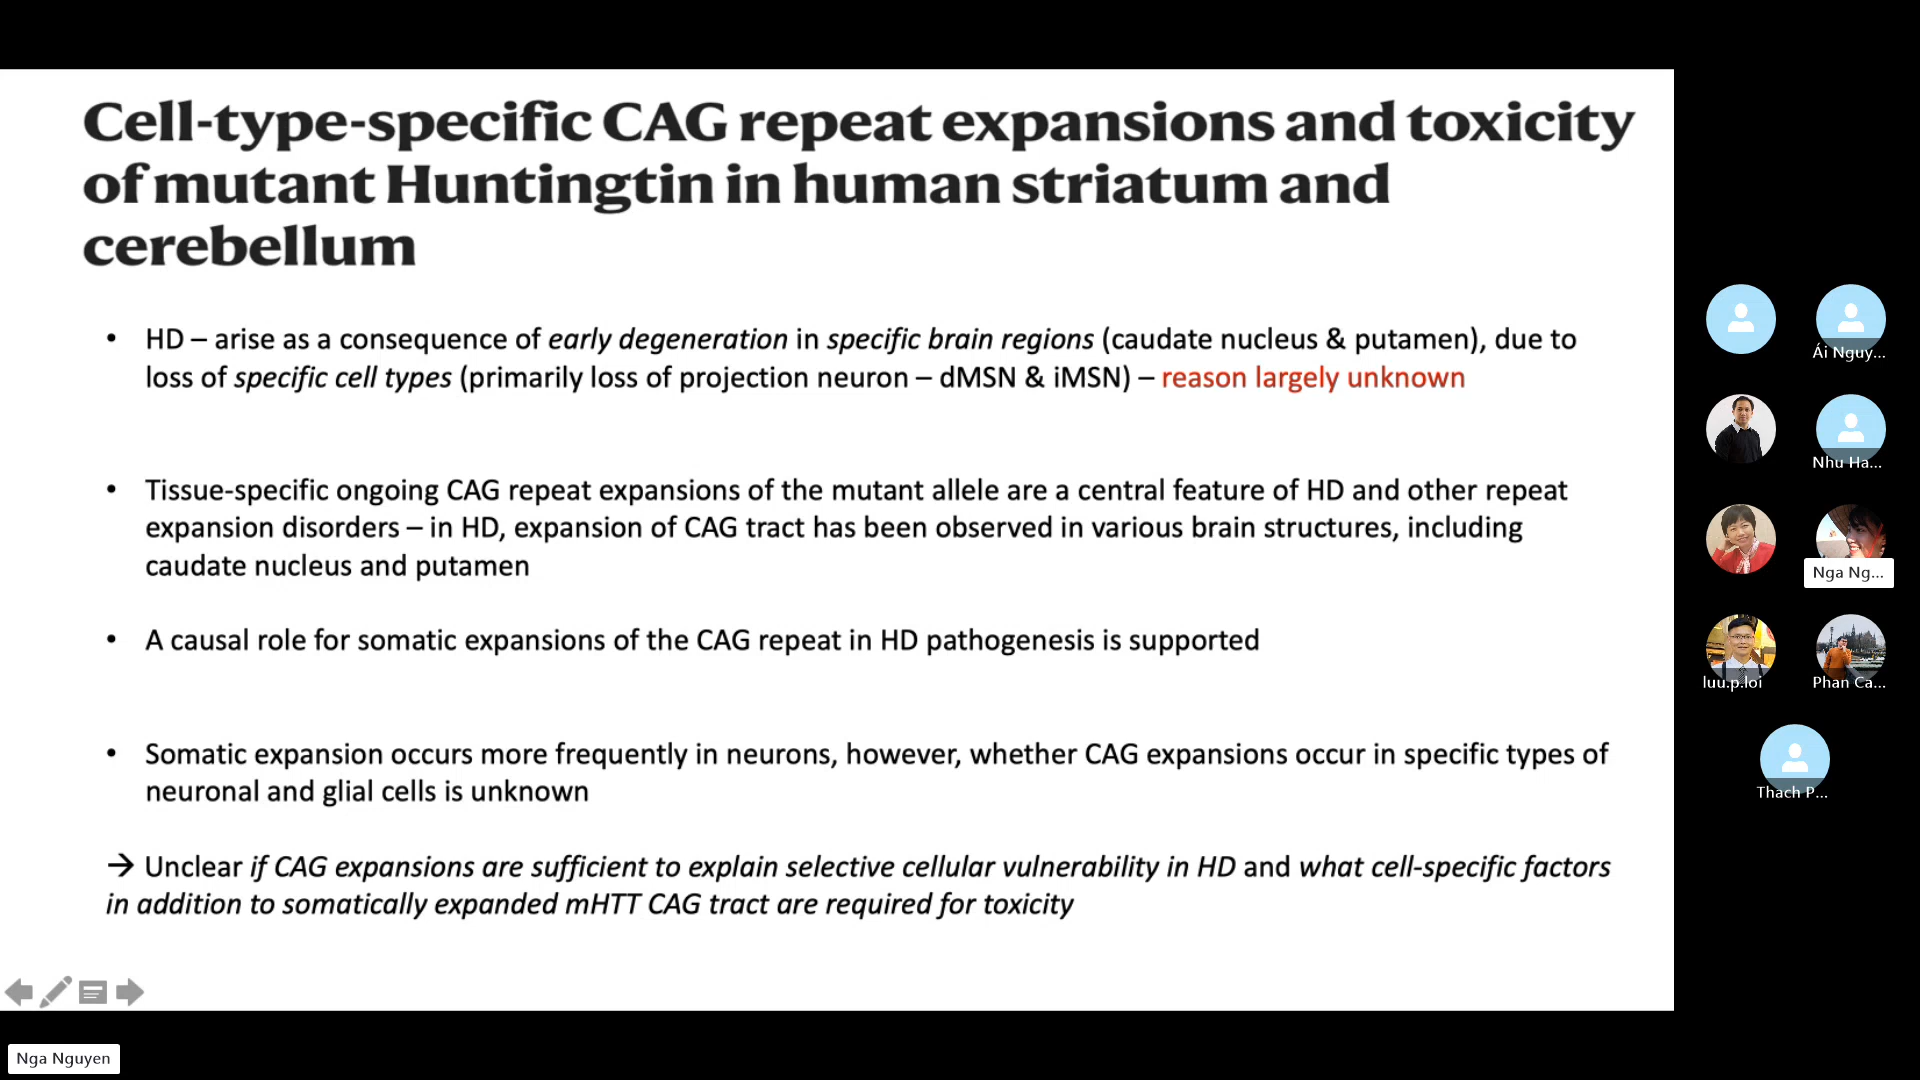 Cell-type-specific CAG repeat expansions and toxicity
of mutant Huntingtin in human striatum and
cerebellum
• HD – arise as a consequence of early degeneration in specific brain regions (caudate nucleus & putamen), due to
loss of specific cell types (primarily loss of projection neuron – dMSN & iMSN) – reason largely unknown
• Tissue-specific ongoing CAG repeat expansions of the mutant allele are a central feature of HD and other repeat
expansion disorders – in HD, expansion of CAG tract has been observed in various brain structures, including
caudate nucleus and putamen
• A causal role for somatic expansions of the CAG repeat in HD pathogenesis is supported
• Somatic expansion occurs more frequently in neurons, however, whether CAG expansions occur in specific types of
neuronal and glial cells is unknown
→ Unclear if CAG expansions are sufficient to explain selective cellular vulnerability in HD and what cell-specific factors
in addition to somatically expanded mHTT CAG tract are required for toxicity
Ái Nguy...
Nhu Ha...
Nga Ng...
luu.p.loi
Phan Ca...
Thach P...
Nga Nguyen